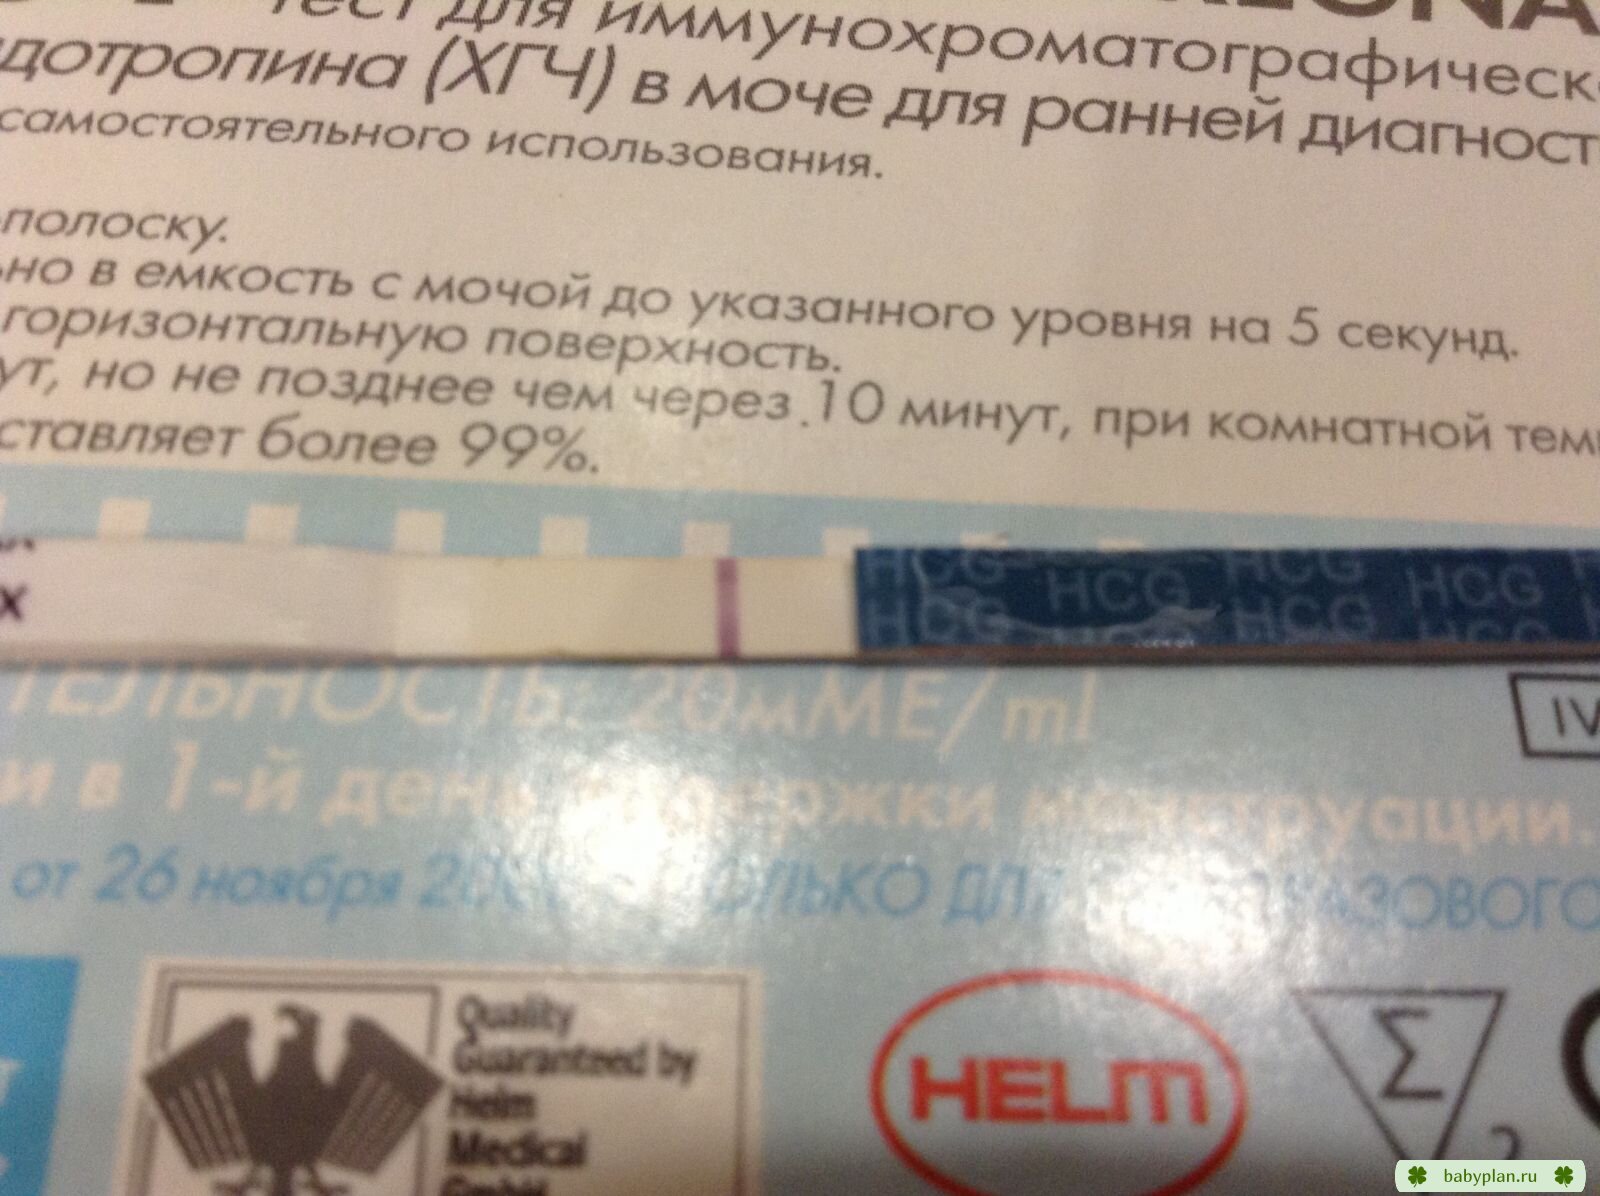 тест для иммунохроматографическ
дотропина (ХГЧ) в моче для ранней диагност
самостоятельного использования.
полоску.
но в емкость с мочой до указанного уровня на 5 секунд.
горизонтальную поверхность.
ут, но не позднее чем через 10 минут, при комнатной тем
ставляет более 99%.
x
HCG HCG HCG HCG
HCG HCG HCG HCG
ТЕЛЬНОСТЬ: 20мМЕ/ml
IV
и в 1-й день задержки менструации.
от 26 ноября
Quality
Guaranteed by
Helm
Medical
GmbH
HELM
Σ
2
babyplan.ru